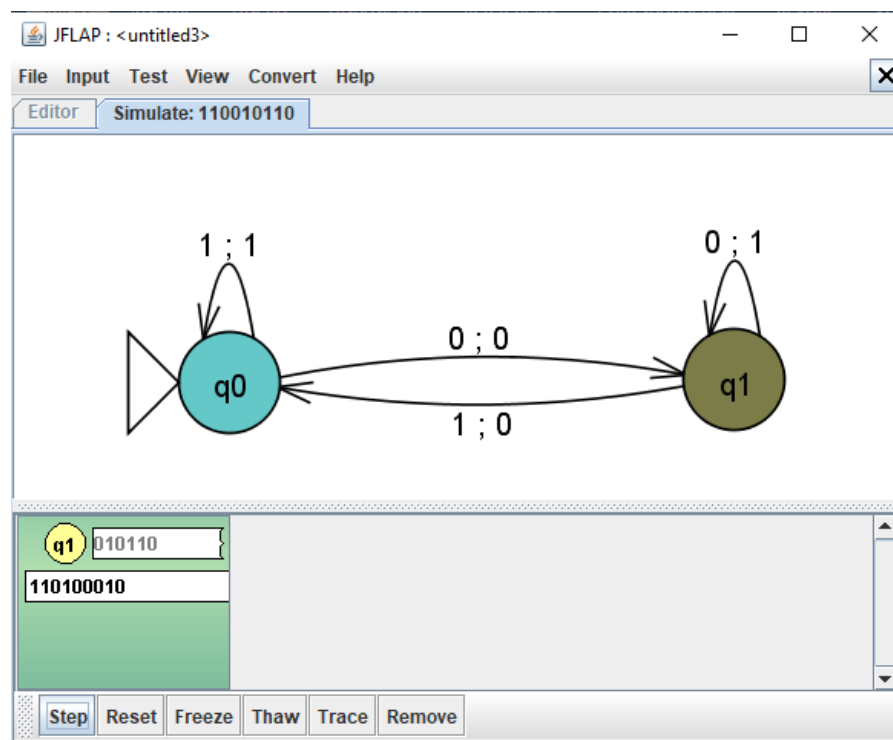 JFLAP : <untitled3>
File Input Test View Convert Help
Editor Simulate: 110010110
1 ; 1
0 ; 1
0 ; 0
q0
q1
1 ; 0
q1 010110
110100010
Step Reset Freeze Thaw Trace Remove